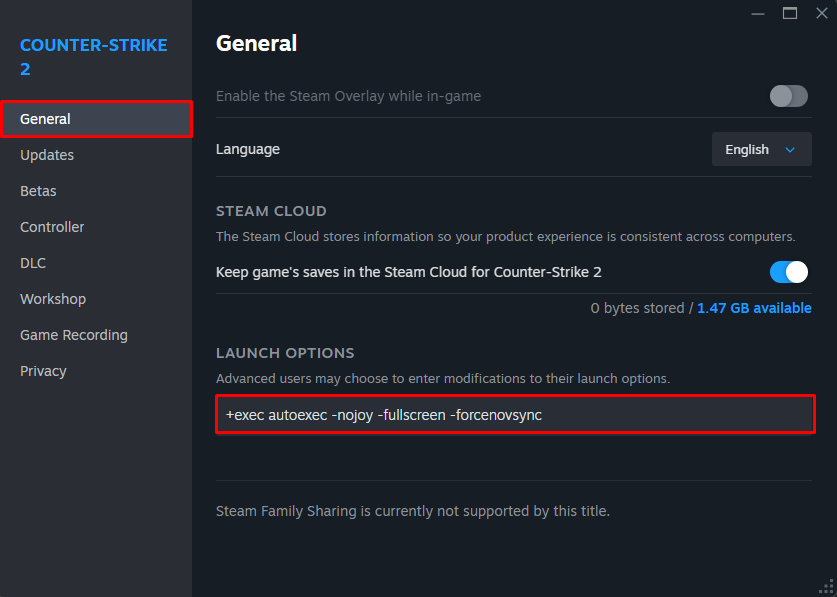 COUNTER-STRIKE
2
General
Updates
Betas
Controller
DLC
Workshop
Game Recording
Privacy
General
Enable the Steam Overlay while in-game
Language
English
STEAM CLOUD
The Steam Cloud stores information so your product experience is consistent across computers.
Keep game's saves in the Steam Cloud for Counter-Strike 2
0 bytes stored / 1.47 GB available
LAUNCH OPTIONS
Advanced users may choose to enter modifications to their launch options.
+exec autoexec -nojoy -fullscreen -forcenovsync
Steam Family Sharing is currently not supported by this title.